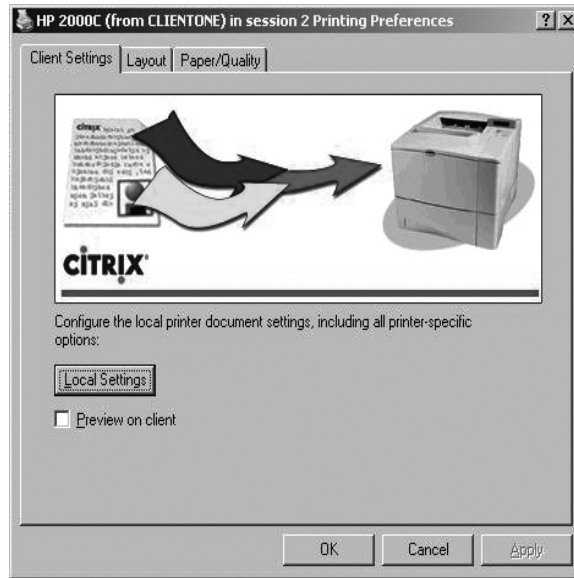 HP 2000C (from CLIENTONE) in session 2 Printing Preferences
Client Settings Layout Paper/Quality
CITRIX
Configure the local printer document settings, including all printer-specific
options:
Local Settings
Preview on client
OK Cancel Apply